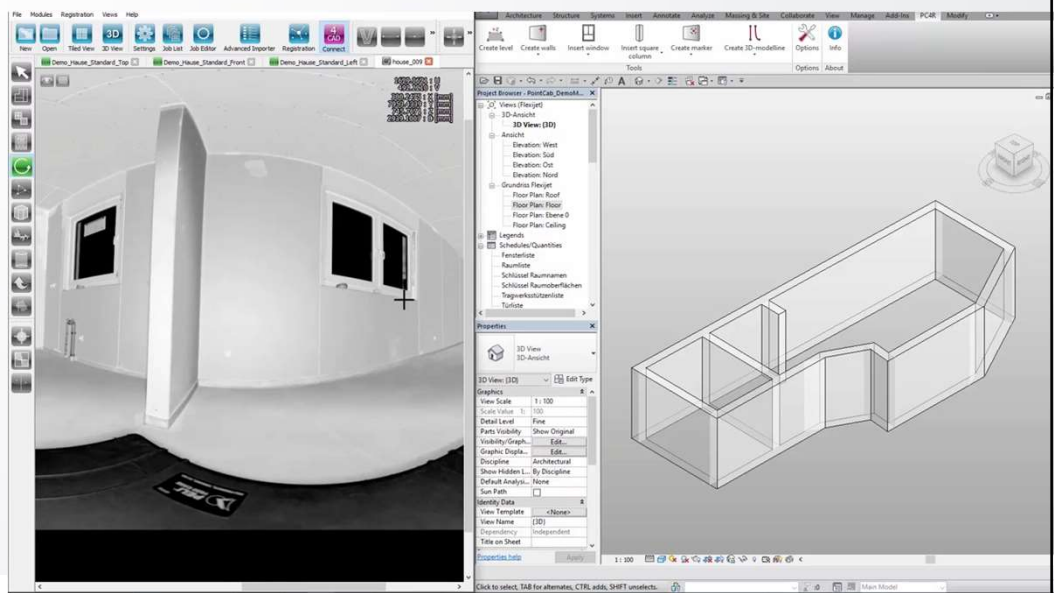 File Modules Registration Views Help
New Open Tiled View 3D View Settings Job List Job Editor Advanced Importer Registration Connect
3D
4 CAD
Demo_Hause_Standard_Top Demo_Hause_Standard_Front Demo_Hause_Standard_Left house_009
Architecture Structure Systems Insert Annotate Analyze Massing & Site Collaborate View Manage Add-Ins PC4R Modify
Create level Create walls Insert window Insert square column Create marker Create 3D-modelline Options Info
Tools Options About
Project Browser - PointCab_DemoM...
Views (Flexijet)
3D-Ansicht
3D View: (3D)
Ansicht
Elevation: West
Elevation: Süd
Elevation: Ost
Elevation: Nord
Grundriss Flexijet
Floor Plan: Roof
Floor Plan: Floor
Floor Plan: Ebene 0
Floor Plan: Ceiling
Legends
Schedules/Quantities
Fensterliste
Raumliste
Schlüssel Raumnamen
Schlüssel Raumoberflächen
Tragwerksstützenliste
Türliste
Properties
3D View
3D-Ansicht
3D View: (3D) Edit Type
Graphics
View Scale 1 : 100
Scale Value 1: 100
Detail Level Fine
Parts Visibility Show Original
Visibility/Graph... Edit...
Graphic Displa... Edit...
Discipline Architectural
Show Hidden L... By Discipline
Default Analysi... None
Sun Path
Identity Data
View Template <None>
View Name (3D)
Dependency Independent
Title on Sheet
Properties help Apply
1 : 100
Click to select, TAB for alternates, CTRL adds, SHIFT unselects.
Main Model